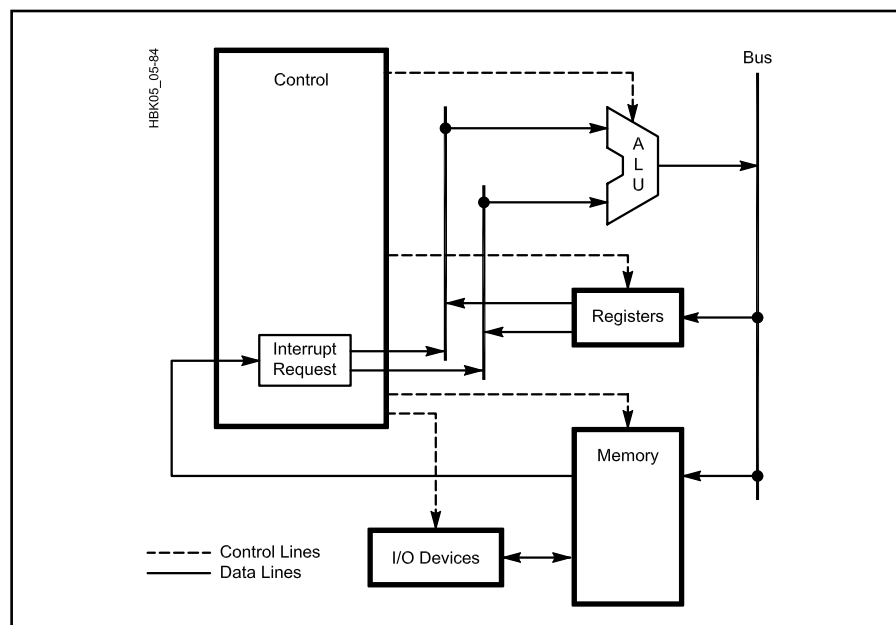 HBK05_05-84
Control
Bus
A
L
U
Registers
Interrupt
Request
Memory
I/O Devices
Control Lines
Data Lines